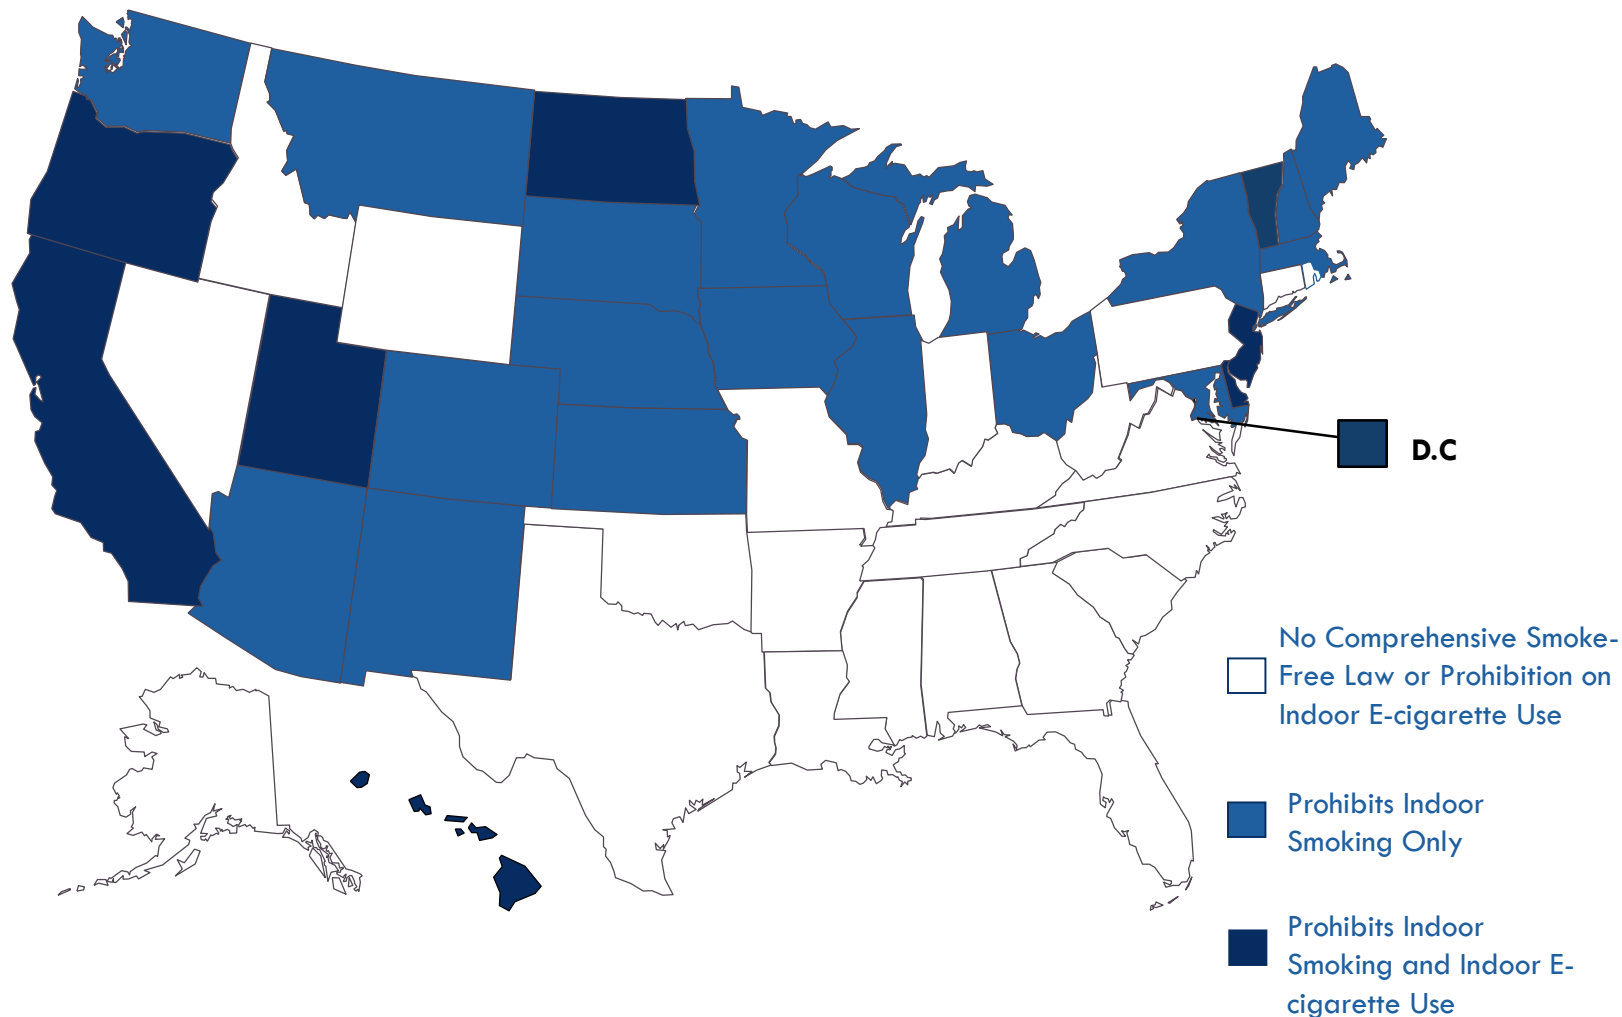 D.C
No Comprehensive Smoke-
Free Law or Prohibition on
Indoor E-cigarette Use
Prohibits Indoor
Smoking Only
Prohibits Indoor
Smoking and Indoor E-
cigarette Use